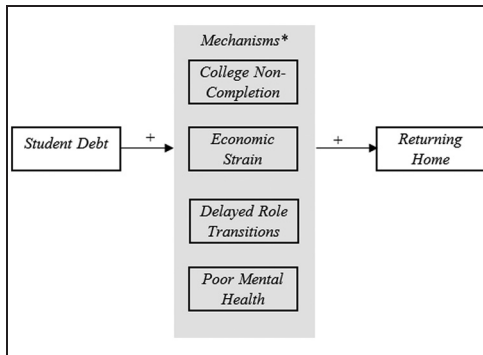 Mechanisms*
College Non-
Completion
Student Debt
+
Economic
Strain
+
Returning
Home
Delayed Role
Transitions
Poor Mental
Health